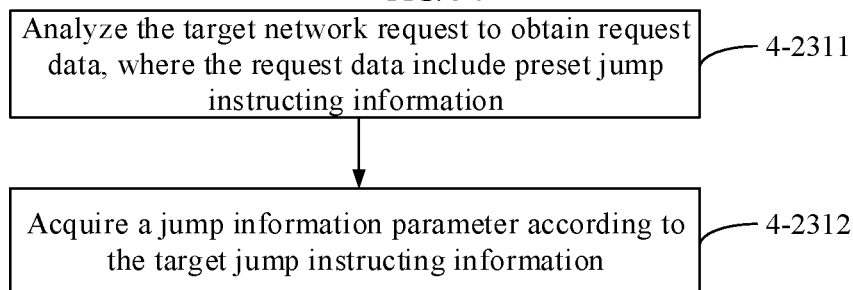 Analyze the target network request to obtain request
data, where the request data include preset jump
instructing information
4-2311
Acquire a jump information parameter according to
the target jump instructing information
4-2312